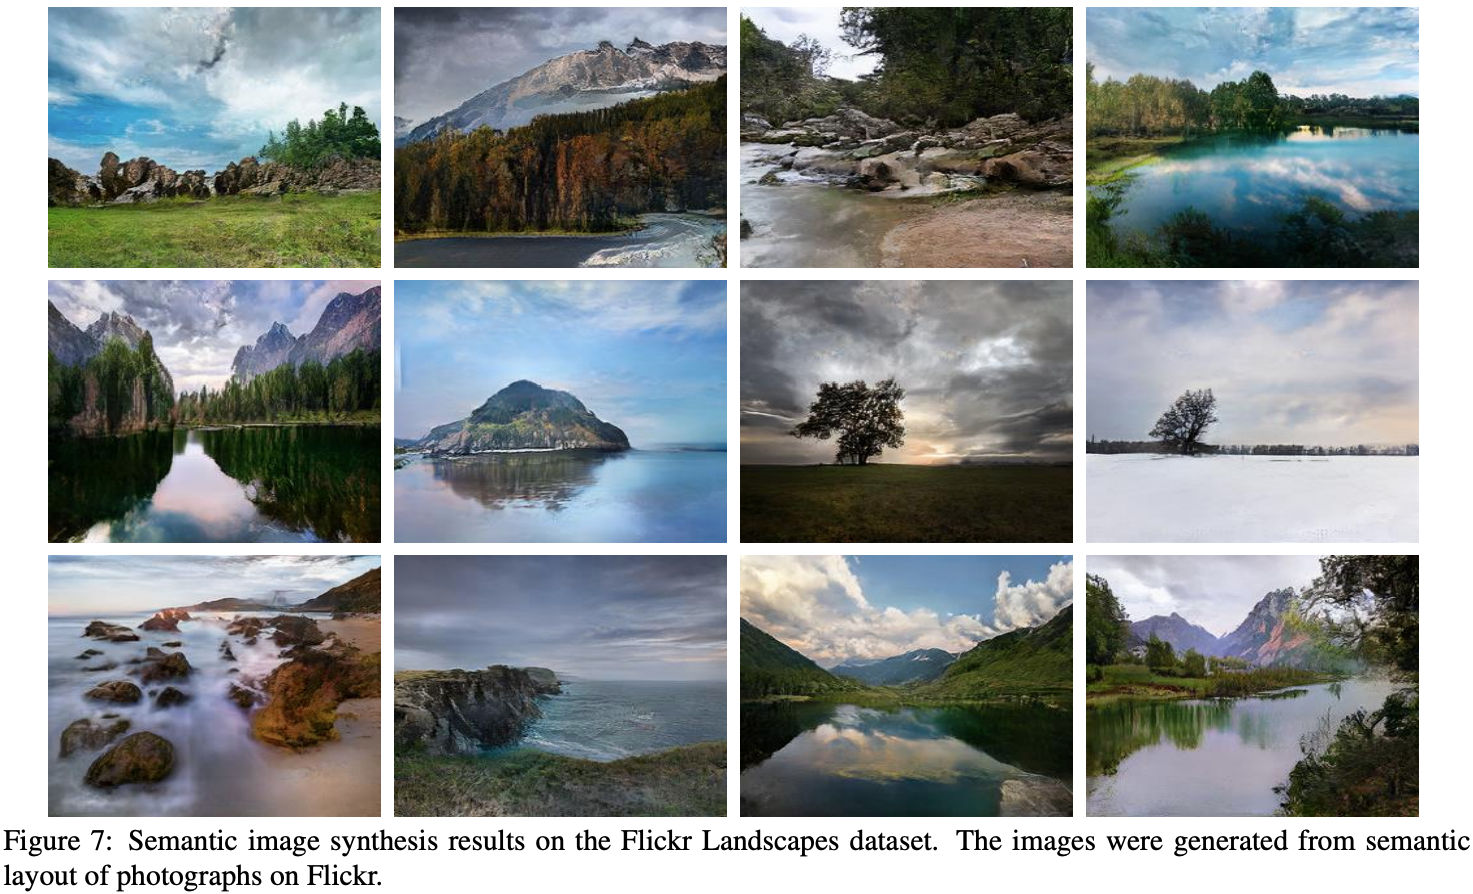 Figure 7: Semantic image synthesis results on the Flickr Landscapes dataset. The images were generated from semantic
layout of photographs on Flickr.